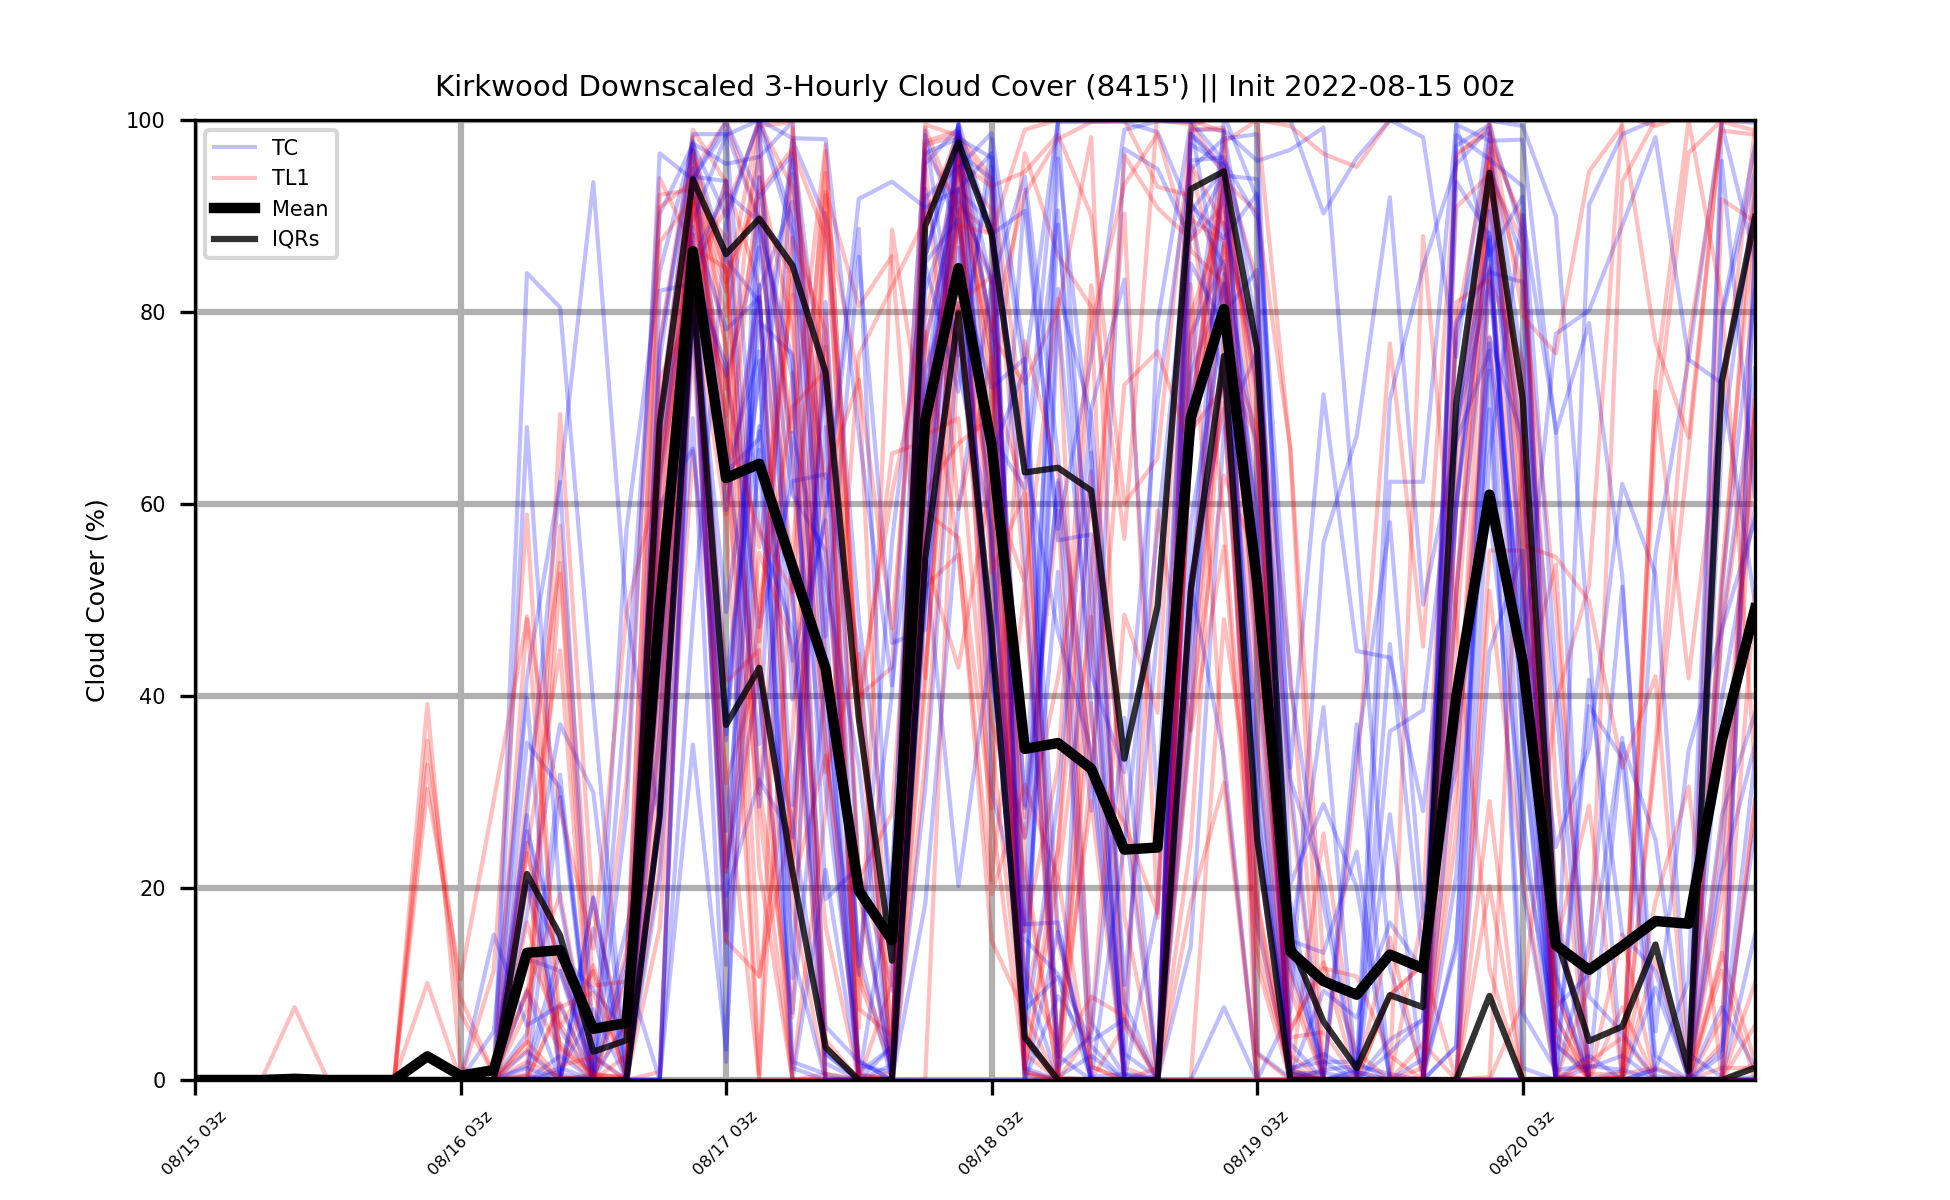 Kirkwood Downscaled 3-Hourly Cloud Cover (8415') || Init 2022-08-15 00z
100
80
60
40
20
0
Cloud Cover (%)
TC
TL1
Mean
IQRs
08/15 03z
08/16 03z
08/17 03z
08/18 03z
08/19 03z
08/20 03z